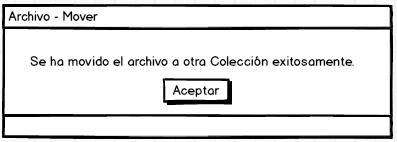 Archivo - Mover
Se ha movido el archivo a otra Colección exitosamente.
Aceptar